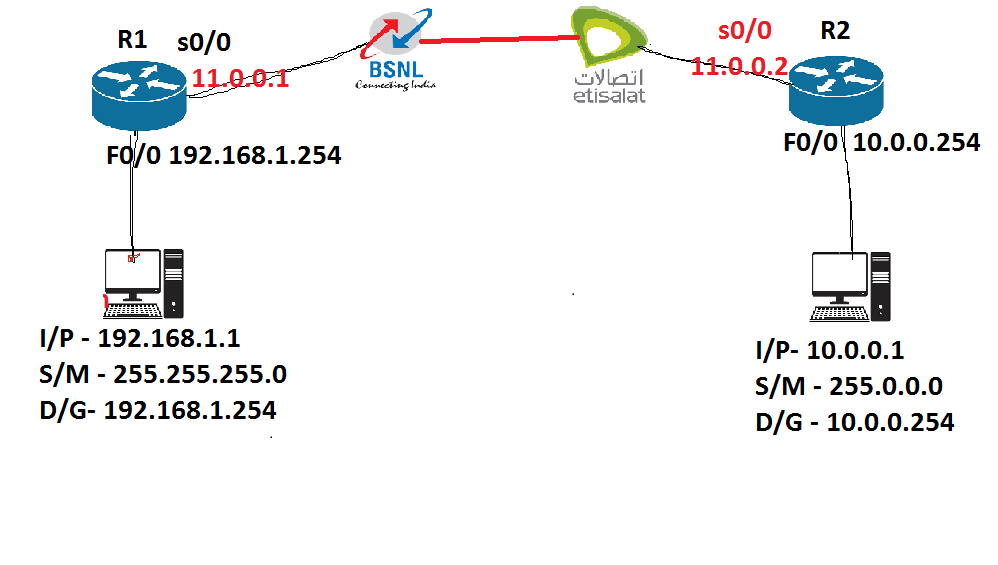 R1
s0/0
11.0.0.1
BSNL
Connecting India
اتصالات
etisalat
s0/0
R2
11.0.0.2
F0/0 192.168.1.254
F0/0 10.0.0.254
I/P - 192.168.1.1
S/M - 255.255.255.0
D/G- 192.168.1.254
I/P- 10.0.0.1
S/M - 255.0.0.0
D/G - 10.0.0.254